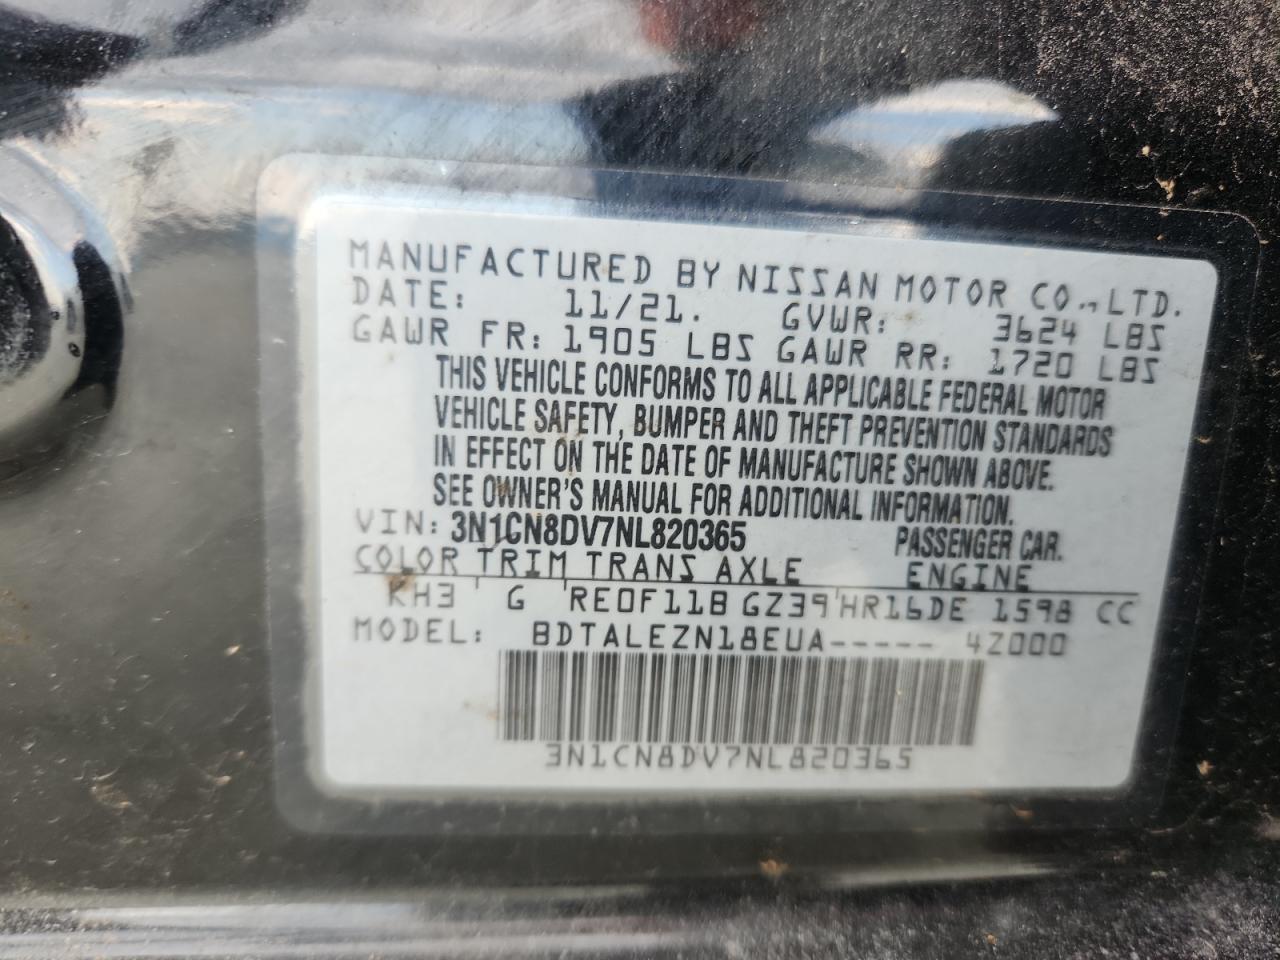 MANUFACTURED BY NISSAN MOTOR CO., LTD.
DATE: 11/21. GVWR: 3624 LBS
GAWR FR: 1905 LBS GAWR RR: 1720 LBS
THIS VEHICLE CONFORMS TO ALL APPLICABLE FEDERAL MOTOR
VEHICLE SAFETY, BUMPER AND THEFT PREVENTION STANDARDS
IN EFFECT ON THE DATE OF MANUFACTURE SHOWN ABOVE.
SEE OWNER'S MANUAL FOR ADDITIONAL INFORMATION.
VIN: 3N1CN8DV7NL820365 PASSENGER CAR.
COLOR TRIM TRANS AXLE ENGINE
KH3 G RE0F11B GZ39 HR16DE 1598 CC
MODEL: BDTALEZN18EUA----- 4Z000
3N1CN8DV7NL820365